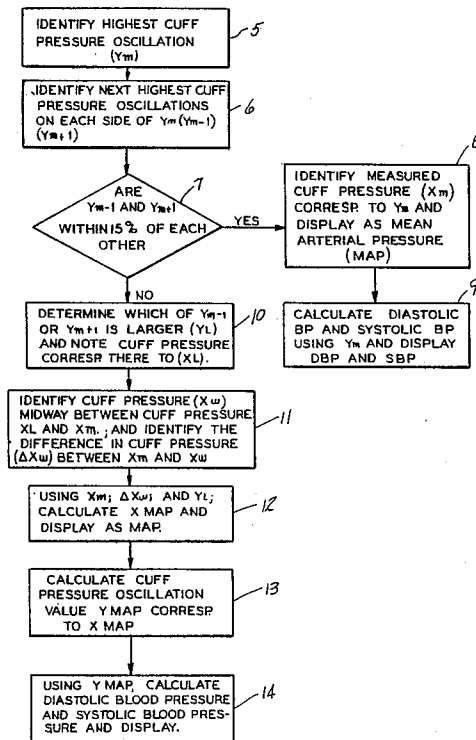 IDENTIFY HIGHEST CUFF
PRESSURE OSCILLATION
(Ym)
5
IDENTIFY NEXT HIGHEST CUFF
PRESSURE OSCILLATIONS
ON EACH SIDE OF Ym (Ym-1)
(Ym+1)
6
ARE
Ym-1 AND Ym+1
WITHIN 15% OF EACH
OTHER
7
YES
IDENTIFY MEASURED
CUFF PRESSURE (Xm)
CORRESP. TO Ym AND
DISPLAY AS MEAN
ARTERIAL PRESSURE
(MAP)
8
CALCULATE DIASTOLIC
BP AND SYSTOLIC BP
USING Ym AND DISPLAY
DBP AND SBP
9
NO
DETERMINE WHICH OF Ym-1
OR Ym+1 IS LARGER (YL)
AND NOTE CUFF PRESSURE
CORRESP. THERE TO (XL).
10
IDENTIFY CUFF PRESSURE (Xω)
MIDWAY BETWEEN CUFF PRESSURE
XL AND Xm.; AND IDENTIFY THE
DIFFERENCE IN CUFF PRESSURE
(ΔXω) BETWEEN Xm AND Xω
11
USING Xm; ΔXω; AND YL;
CALCULATE X MAP AND
DISPLAY AS MAP.
12
CALCULATE CUFF
PRESSURE OSCILLATION
VALUE Y MAP CORRESP.
TO X MAP
13
USING Y MAP, CALCULATE
DIASTOLIC BLOOD PRESSURE
AND SYSTOLIC BLOOD PRES-
SURE AND DISPLAY.
14